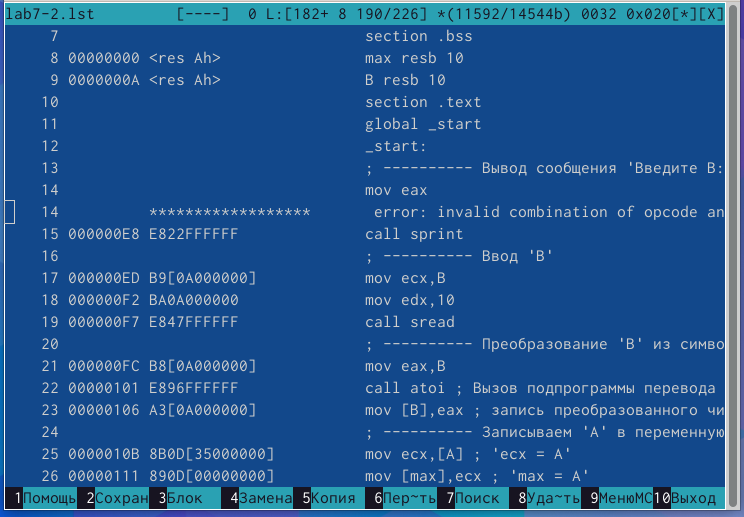 lab7-2.lst [----] 0 L:[182+ 8 190/226] *(11592/14544b) 0032 0x020[*][X]
7 section .bss
8 00000000 <res Ah> max resb 10
9 0000000A <res Ah> B resb 10
10 section .text
11 global _start
12 _start:
13 ; ---------- Вывод сообщения 'Введите B:
14 mov eax
14 ****************** error: invalid combination of opcode an
15 000000E8 E822FFFFFF call sprint
16 ; ---------- Ввод 'B'
17 000000ED B9[0A000000] mov ecx,B
18 000000F2 BA0A000000 mov edx,10
19 000000F7 E847FFFFFF call sread
20 ; ---------- Преобразование 'B' из симво
21 000000FC B8[0A000000] mov eax,B
22 00000101 E896FFFFFF call atoi ; Вызов подпрограммы перевода
23 00000106 A3[0A000000] mov [B],eax ; запись преобразованного чи
24 ; ---------- Записываем 'A' в переменную
25 0000010B 8B0D[35000000] mov ecx,[A] ; 'ecx = A'
26 00000111 890D[00000000] mov [max],ecx ; 'max = A'
1Помощь 2Сохран 3Блок 4Замена 5Копия 6Пер~ть 7Поиск 8Уда~ть 9МенюMC 10Выход